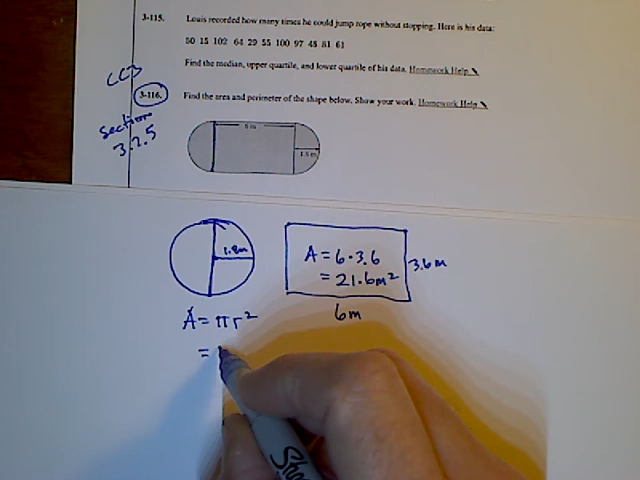 3-115. Louis recorded how many times he could jump rope without stopping. Here is his data:
50 15 102 64 29 55 100 97 48 81 61
Find the median, upper quartile, and lower quartile of his data. Homework Help
CC3
3-116. Find the area and perimeter of the shape below. Show your work. Homework Help
Section
3.2.5
6 m
1.8 m
1.8m
A = 6·3.6
= 21.6m²
3.6m
6m
A = πr²
=
Sha